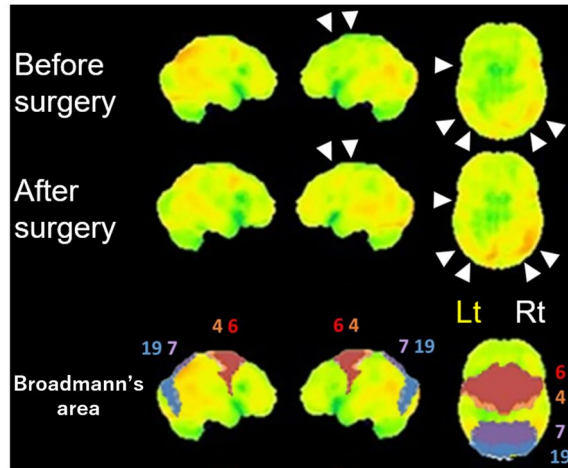 Before
surgery
After
surgery
Lt Rt
4 6 6 4
19 7 7 19
6
Broadmann's
4
area
7
19